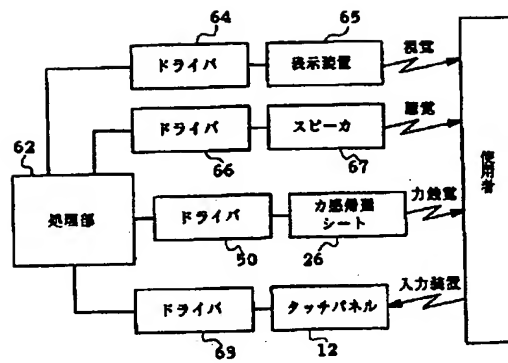 64
65
ドライバ
表示装置
視覚
66
67
ドライバ
スピーカ
聴覚
62
処理部
50
26
ドライバ
力感帰還
シート
力触覚
69
12
ドライバ
タッチパネル
入力装置
使用者